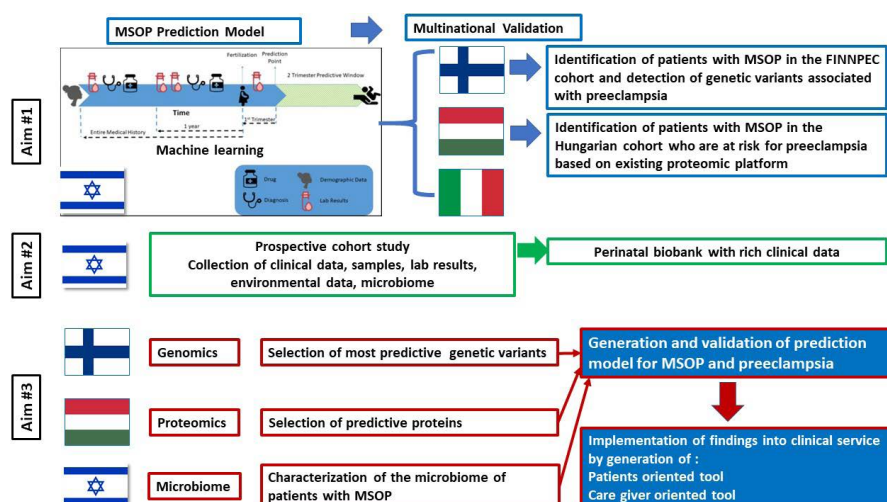 MSOP Prediction Model
Multinational Validation
Aim #1
Fertilization
Prediction
Point
2 Trimester Predictive Window
Time
1st Trimester
1 year
Entire Medical History
Machine learning
Drug
Demographic Data
Diagnosis
Lab Results
Identification of patients with MSOP in the FINNPEC
cohort and detection of genetic variants associated
with preeclampsia
Identification of patients with MSOP in the
Hungarian cohort who are at risk for preeclampsia
based on existing proteomic platform
Aim #2
Prospective cohort study
Collection of clinical data, samples, lab results,
environmental data, microbiome
Perinatal biobank with rich clinical data
Aim #3
Genomics
Selection of most predictive genetic variants
Generation and validation of prediction
model for MSOP and preeclampsia
Proteomics
Selection of predictive proteins
Microbiome
Characterization of the microbiome of
patients with MSOP
Implementation of findings into clinical service
by generation of :
Patients oriented tool
Care giver oriented tool